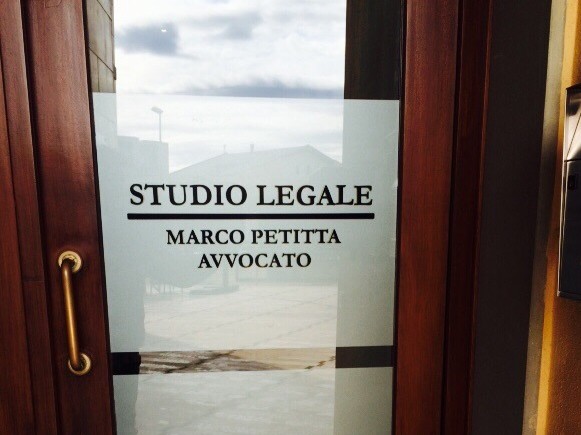 STUDIO LEGALE
MARCO PETITTA
AVVOCATO